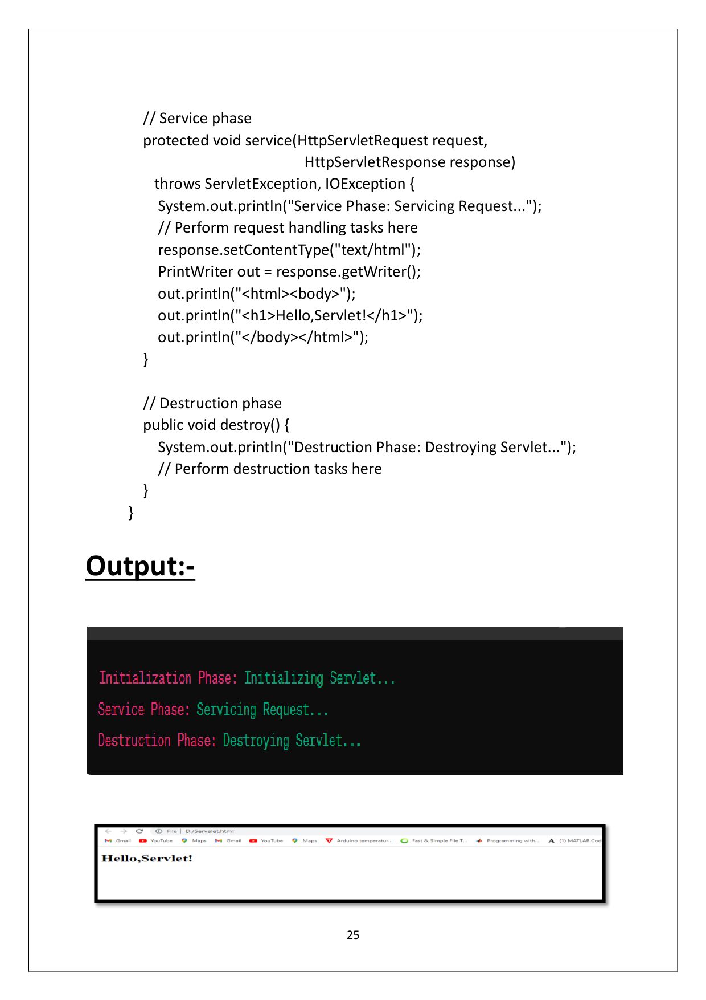 // Service phase
protected void service(HttpServletRequest request,
HttpServletResponse response)
throws ServletException, IOException {
System.out.println("Service Phase: Servicing Request...");
// Perform request handling tasks here
response.setContentType("text/html");
PrintWriter out = response.getWriter();
out.println("<html><body>");
out.println("<h1>Hello,Servlet!</h1>");
out.println("</body></html>");
}
// Destruction phase
public void destroy() {
System.out.println("Destruction Phase: Destroying Servlet...");
// Perform destruction tasks here
}
}
Output:-
Initialization Phase: Initializing Servlet...
Service Phase: Servicing Request...
Destruction Phase: Destroying Servlet...
File | D:/Servelet.html
Gmail YouTube Maps Gmail YouTube Maps Arduino temperatur... Fast & Simple File T... Programming with... (1) MATLAB Cod
Hello,Servlet!
25